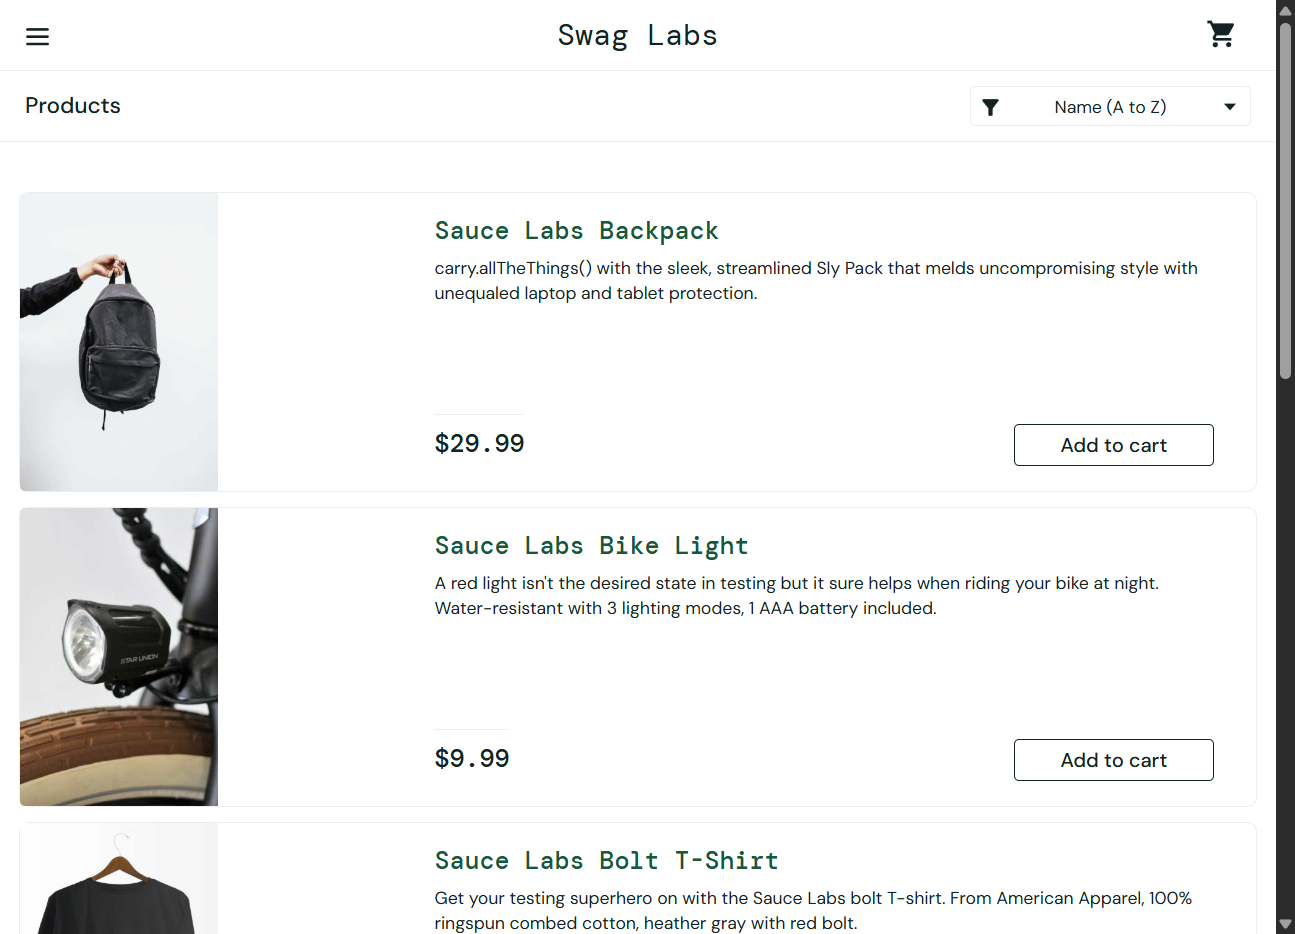 Swag Labs
Products
Name (A to Z)
Sauce Labs Backpack
carry.allTheThings() with the sleek, streamlined Sly Pack that melds uncompromising style with
unequaled laptop and tablet protection.
$29.99
Add to cart
Sauce Labs Bike Light
A red light isn't the desired state in testing but it sure helps when riding your bike at night.
Water-resistant with 3 lighting modes, 1 AAA battery included.
STAR UNION
$9.99
Add to cart
Sauce Labs Bolt T-Shirt
Get your testing superhero on with the Sauce Labs bolt T-shirt. From American Apparel, 100%
ringspun combed cotton, heather gray with red bolt.